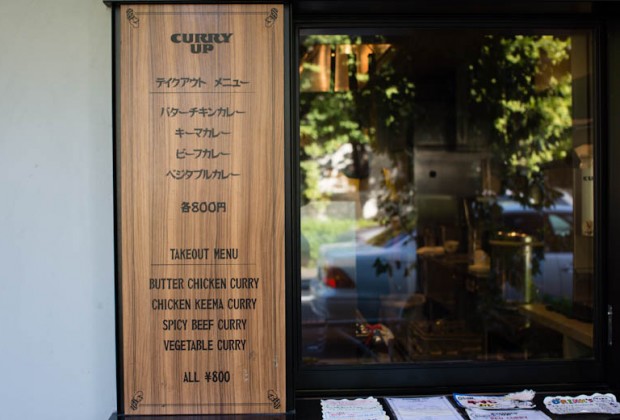 CURRY
UP
テイクアウト メニュー
バターチキンカレー
キーマカレー
ビーフカレー
ベジタブルカレー
各800円
TAKEOUT MENU
BUTTER CHICKEN CURRY
CHICKEN KEEMA CURRY
SPICY BEEF CURRY
VEGETABLE CURRY
ALL ¥800